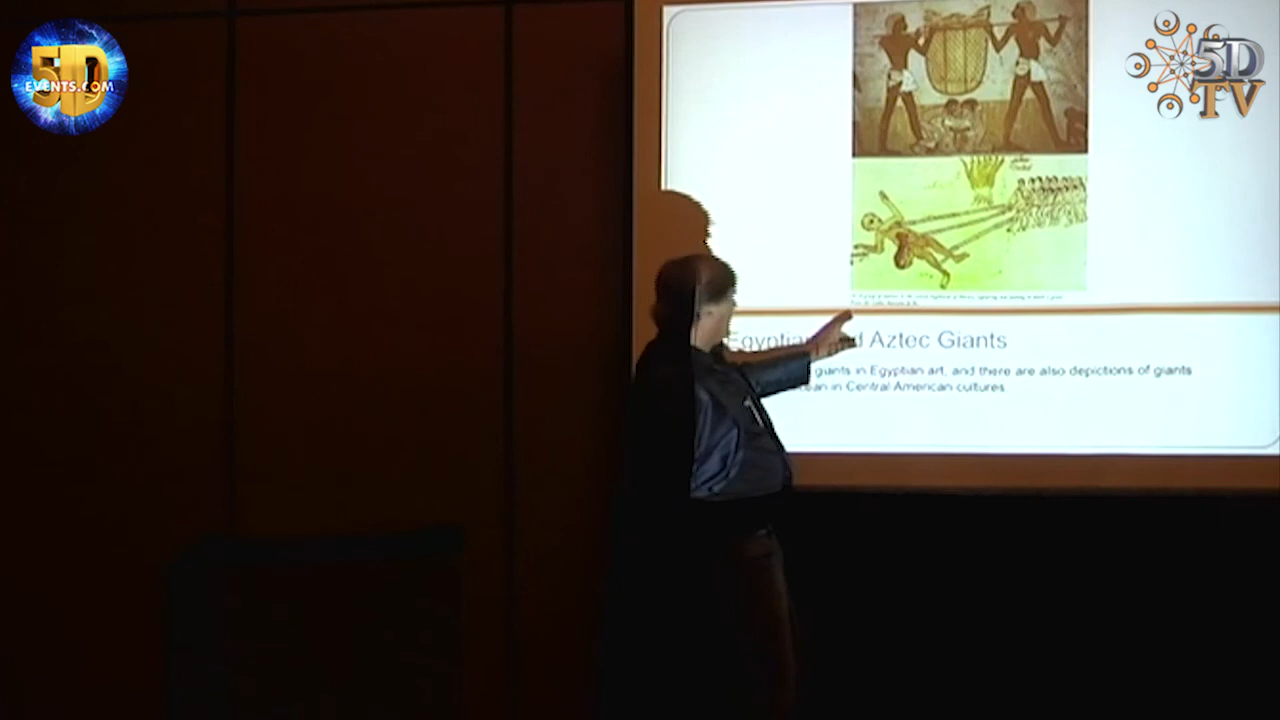 5D
EVENTS.COM
5D
TV
Egyptian and Aztec Giants
giants in Egyptian art, and there are also depictions of giants
in Central American cultures